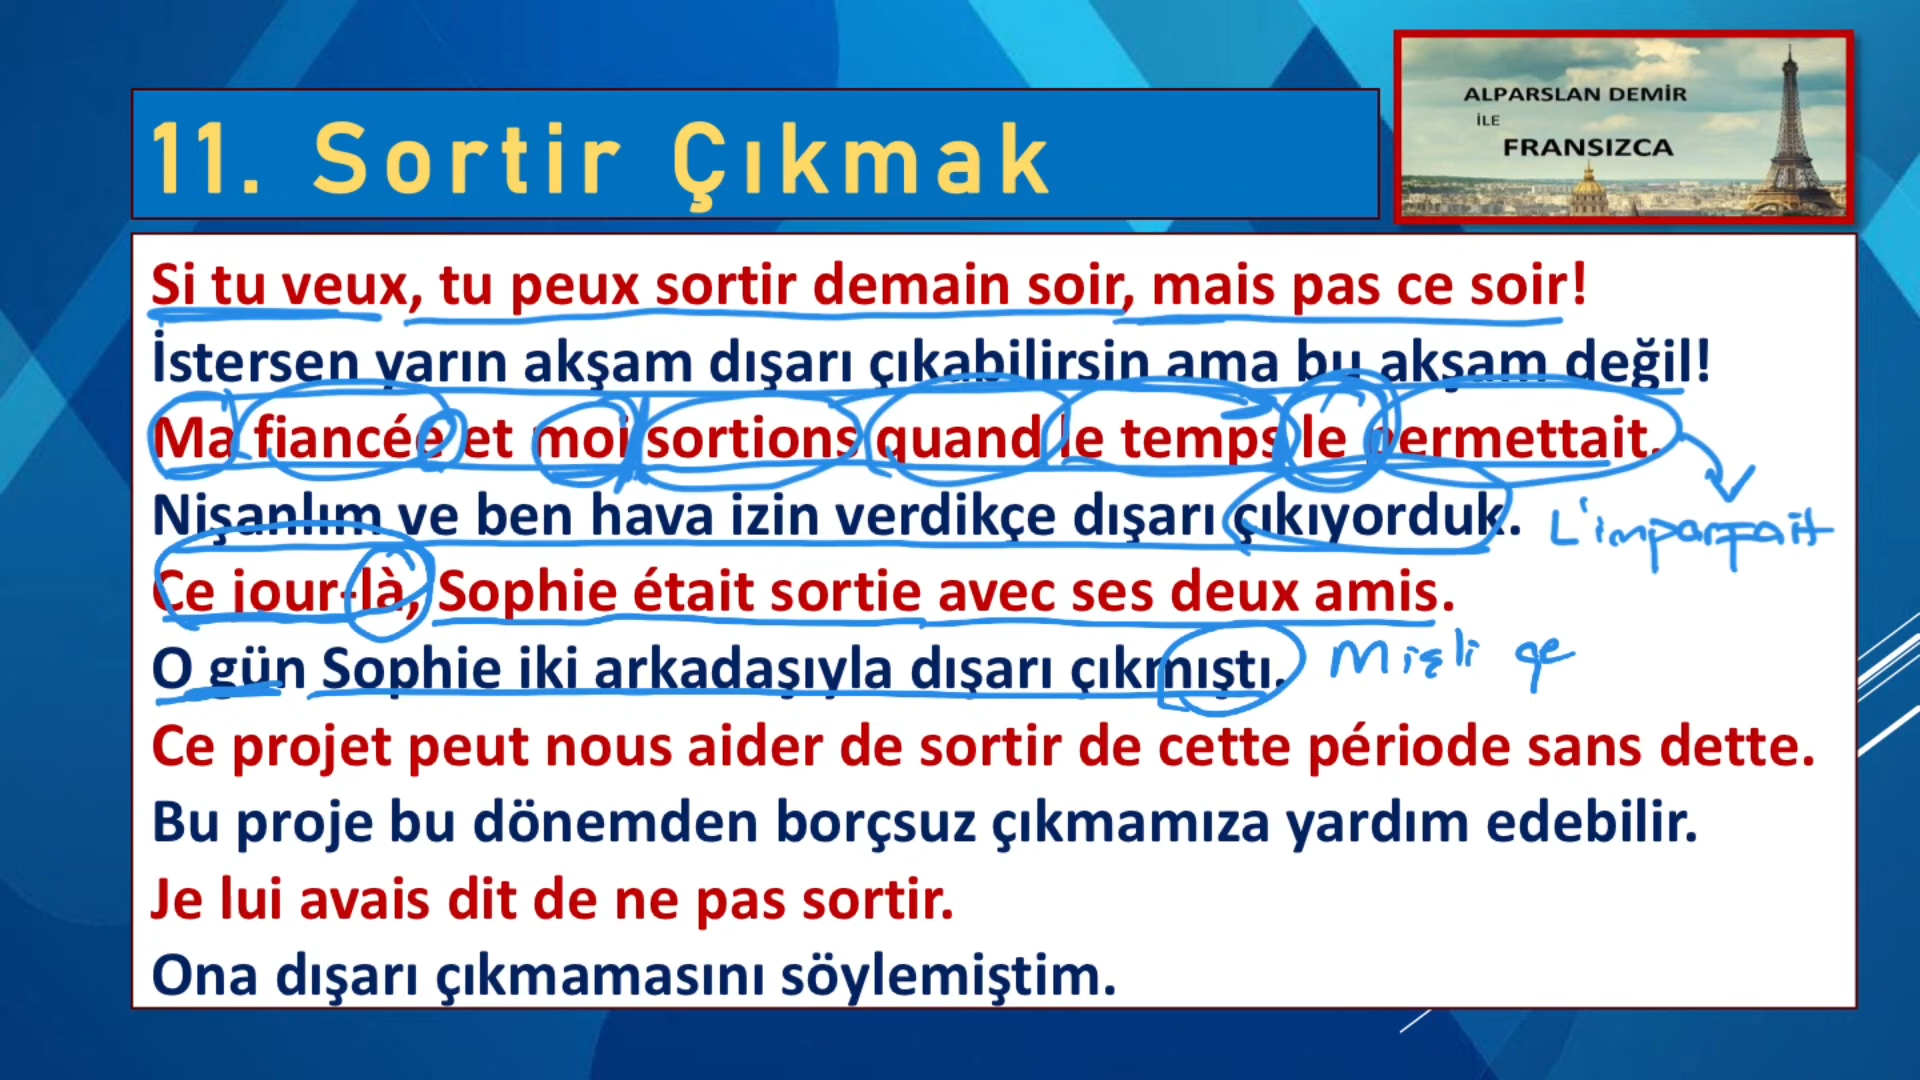 ALPARSLAN DEMİR
İLE
FRANSIZCA
11. Sortir Çıkmak
Si tu veux, tu peux sortir demain soir, mais pas ce soir!
İstersen yarın akşam dışarı çıkabilirsin ama bu akşam değil!
Ma fiancée et moi sortions quand le temps le permettait.
Nişanlım ve ben hava izin verdikçe dışarı çıkıyorduk.
L'imparfait
Ce jour-là, Sophie était sortie avec ses deux amis.
O gün Sophie iki arkadaşıyla dışarı çıkmıştı.
Mişli ge
Ce projet peut nous aider de sortir de cette période sans dette.
Bu proje bu dönemden borçsuz çıkmamıza yardım edebilir.
Je lui avais dit de ne pas sortir.
Ona dışarı çıkmamasını söylemiştim.